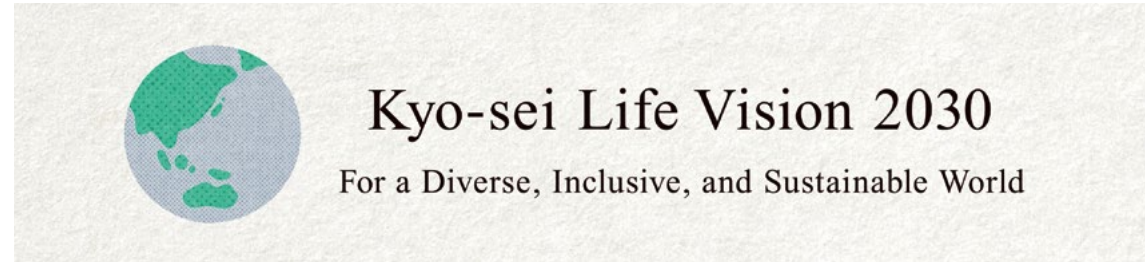 Kyo-sei Life Vision 2030
For a Diverse, Inclusive, and Sustainable World